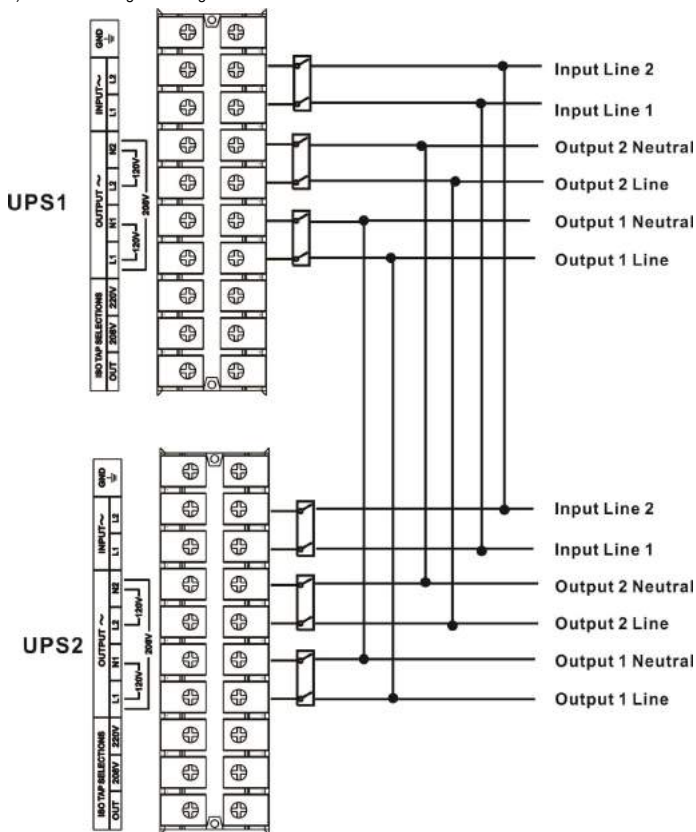 UPS1
GND
INPUT~
L2
L1
OUTPUT ~
N2
L2
N1
L1
120V
120V
208V
ISO TAP SELECTIONS
220V
208V
OUT
Input Line 2
Input Line 1
Output 2 Neutral
Output 2 Line
Output 1 Neutral
Output 1 Line
UPS2
GND
INPUT~
L2
L1
OUTPUT ~
N2
L2
N1
L1
120V
120V
208V
ISO TAP SELECTIONS
220V
208V
OUT
Input Line 2
Input Line 1
Output 2 Neutral
Output 2 Line
Output 1 Neutral
Output 1 Line